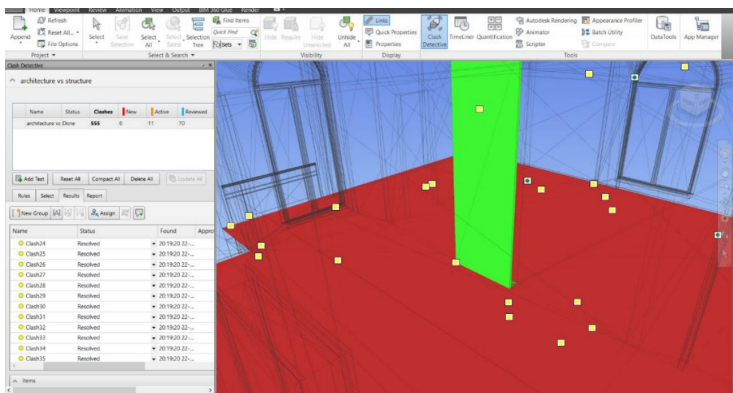 Home Viewpoint Review Animation View Output BIM 360 Glue Render
Append
Refresh
Reset All...
File Options
Project
Select
Save Selection
Select All
Select Same
Selection Tree
Find Items
Quick Find
Sets
Select & Search
Hide
Require
Hide Unselected
Unhide All
Visibility
Links
Quick Properties
Properties
Display
Clash Detective
TimeLiner
Quantification
Autodesk Rendering
Animator
Scripter
Appearance Profiler
Batch Utility
Compare
Tools
DataTools
App Manager
Clash Detective
architecture vs structure
Name Status Clashes New Active Reviewed
architecture vs Done 555 0 11 70
Add Test Reset All Compact All Delete All Update All
Rules Select Results Report
New Group Assign
Name Status Found Appro
Clash24 Resolved 20:19:20 22-...
Clash25 Resolved 20:19:20 22-...
Clash26 Resolved 20:19:20 22-...
Clash27 Resolved 20:19:20 22-...
Clash28 Resolved 20:19:20 22-...
Clash29 Resolved 20:19:20 22-...
Clash30 Resolved 20:19:20 22-...
Clash31 Resolved 20:19:20 22-...
Clash32 Resolved 20:19:20 22-...
Clash33 Resolved 20:19:20 22-...
Clash34 Resolved 20:19:20 22-...
Clash35 Resolved 20:19:20 22-...
Items